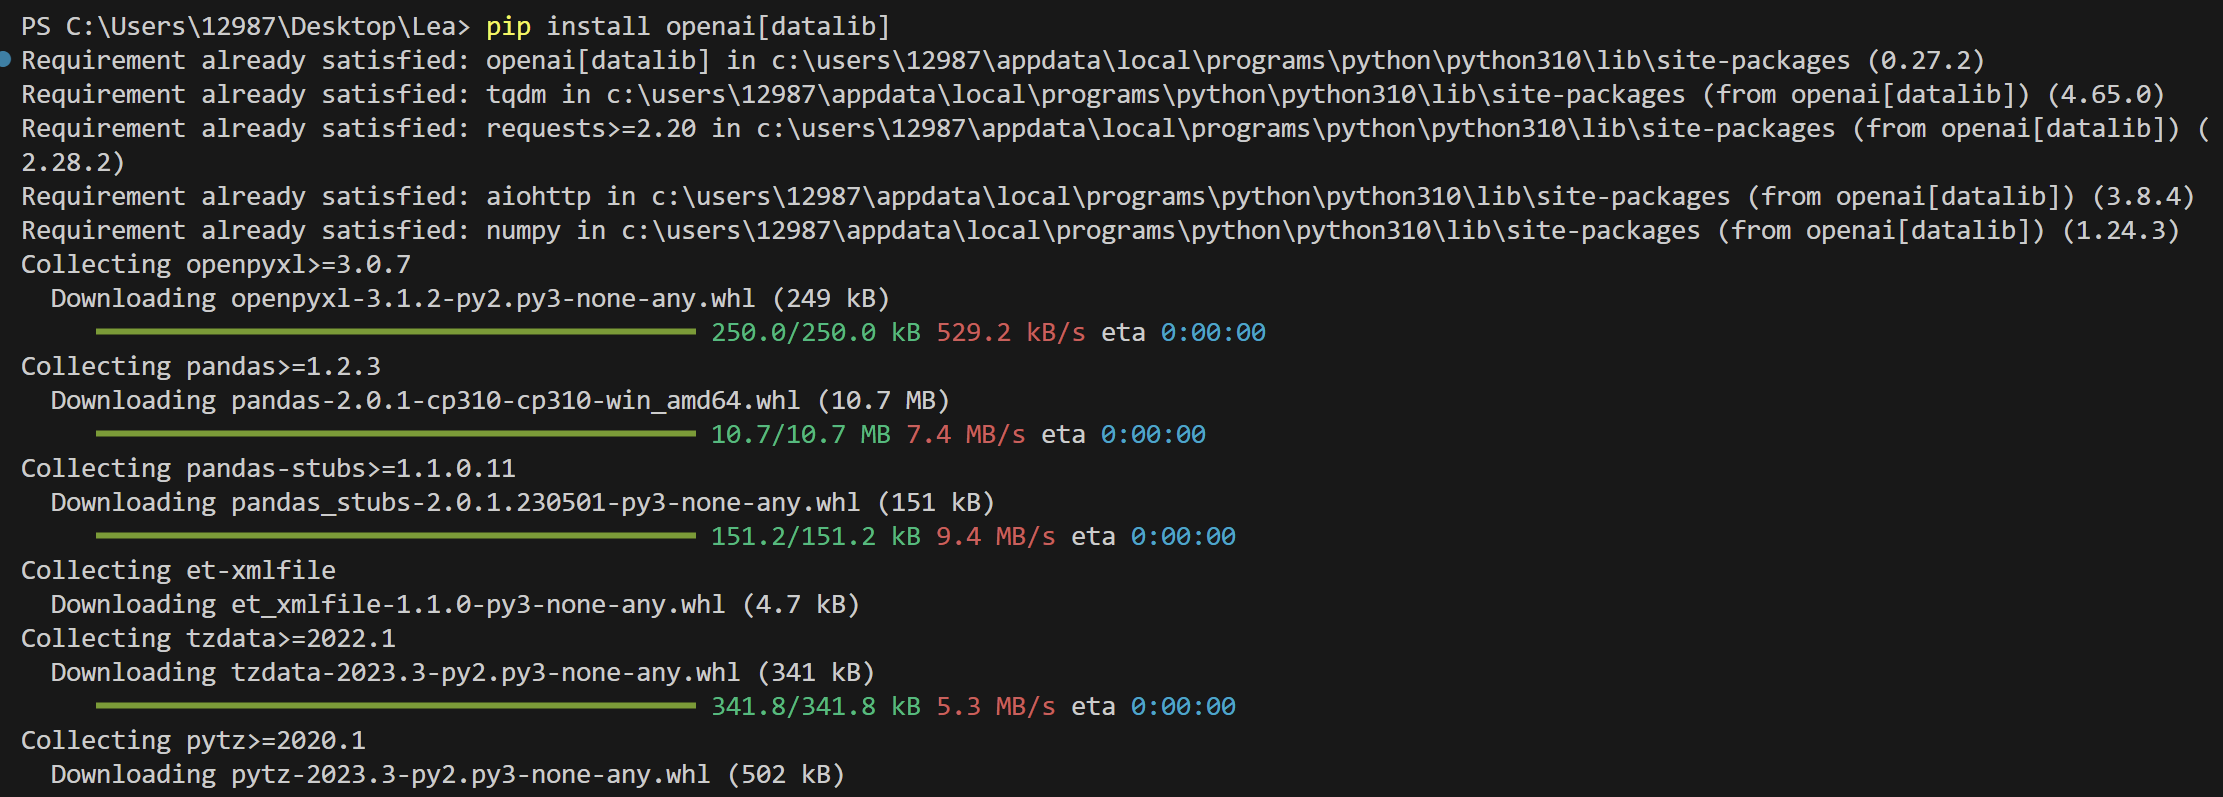 PS C:\Users\12987\Desktop\Lea> pip install openai[datalib]
Requirement already satisfied: openai[datalib] in c:\users\12987\appdata\local\programs\python\python310\lib\site-packages (0.27.2)
Requirement already satisfied: tqdm in c:\users\12987\appdata\local\programs\python\python310\lib\site-packages (from openai[datalib]) (4.65.0)
Requirement already satisfied: requests>=2.20 in c:\users\12987\appdata\local\programs\python\python310\lib\site-packages (from openai[datalib]) (
2.28.2)
Requirement already satisfied: aiohttp in c:\users\12987\appdata\local\programs\python\python310\lib\site-packages (from openai[datalib]) (3.8.4)
Requirement already satisfied: numpy in c:\users\12987\appdata\local\programs\python\python310\lib\site-packages (from openai[datalib]) (1.24.3)
Collecting openpyxl>=3.0.7
  Downloading openpyxl-3.1.2-py2.py3-none-any.whl (249 kB)
250.0/250.0 kB 529.2 kB/s eta 0:00:00
Collecting pandas>=1.2.3
  Downloading pandas-2.0.1-cp310-cp310-win_amd64.whl (10.7 MB)
10.7/10.7 MB 7.4 MB/s eta 0:00:00
Collecting pandas-stubs>=1.1.0.11
  Downloading pandas_stubs-2.0.1.230501-py3-none-any.whl (151 kB)
151.2/151.2 kB 9.4 MB/s eta 0:00:00
Collecting et-xmlfile
  Downloading et_xmlfile-1.1.0-py3-none-any.whl (4.7 kB)
Collecting tzdata>=2022.1
  Downloading tzdata-2023.3-py2.py3-none-any.whl (341 kB)
341.8/341.8 kB 5.3 MB/s eta 0:00:00
Collecting pytz>=2020.1
  Downloading pytz-2023.3-py2.py3-none-any.whl (502 kB)